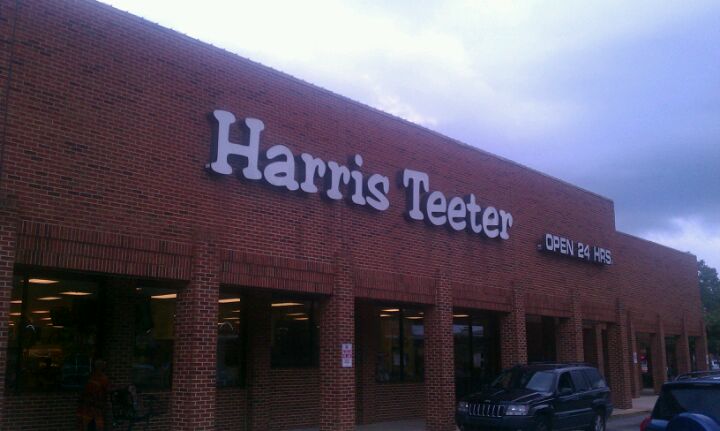 Harris Teeter
OPEN 24 HRS